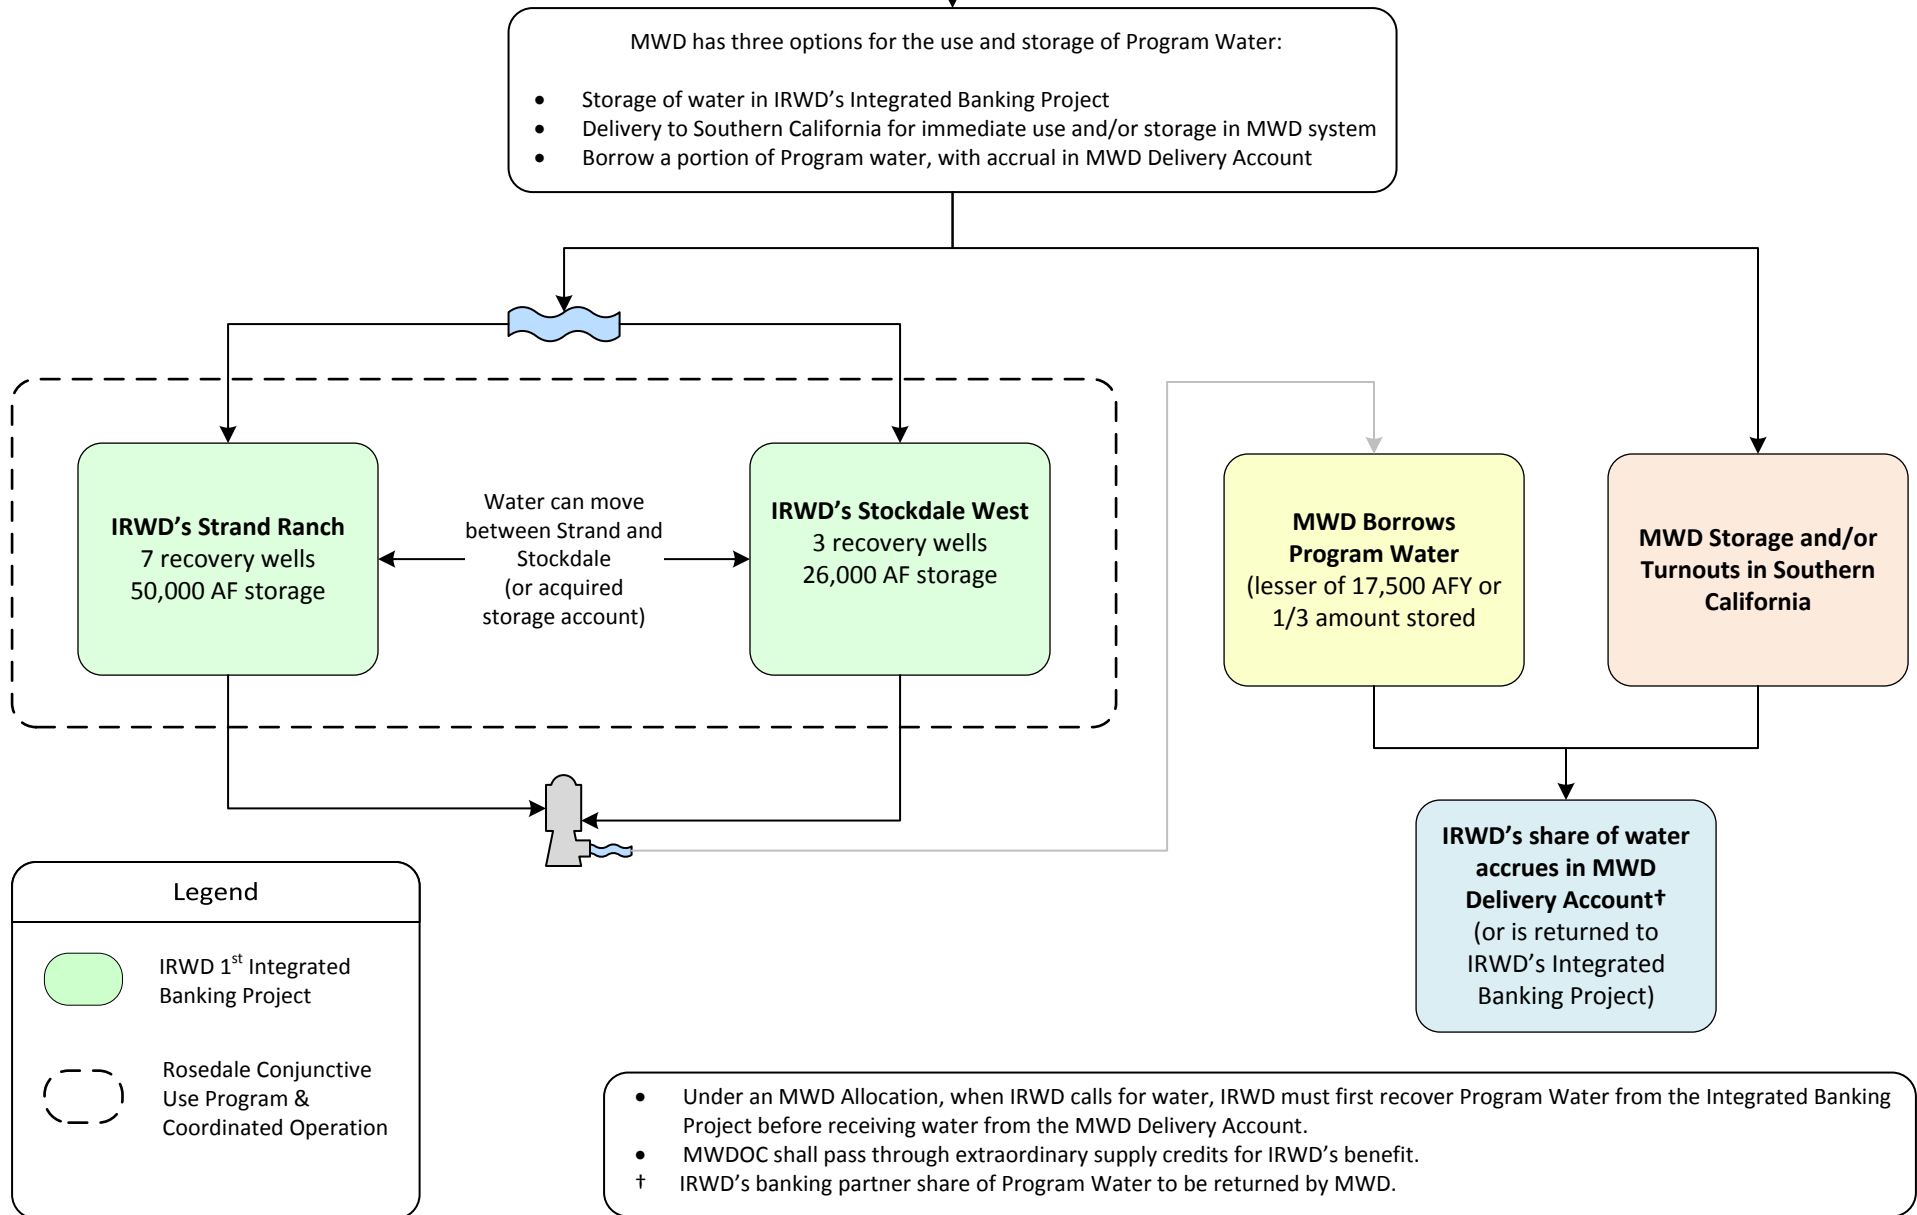 MWD has three options for the use and storage of Program Water:
• Storage of water in IRWD’s Integrated Banking Project
• Delivery to Southern California for immediate use and/or storage in MWD system
• Borrow a portion of Program water, with accrual in MWD Delivery Account
IRWD’s Strand Ranch
7 recovery wells
50,000 AF storage
Water can move
between Strand and
Stockdale
(or acquired
storage account)
IRWD’s Stockdale West
3 recovery wells
26,000 AF storage
MWD Borrows
Program Water
(lesser of 17,500 AFY or
1/3 amount stored
MWD Storage and/or
Turnouts in Southern
California
IRWD’s share of water
accrues in MWD
Delivery Account†
(or is returned to
IRWD’s Integrated
Banking Project)
Legend
IRWD 1st Integrated
Banking Project
Rosedale Conjunctive
Use Program &
Coordinated Operation
• Under an MWD Allocation, when IRWD calls for water, IRWD must first recover Program Water from the Integrated Banking
Project before receiving water from the MWD Delivery Account.
• MWDOC shall pass through extraordinary supply credits for IRWD’s benefit.
† IRWD’s banking partner share of Program Water to be returned by MWD.